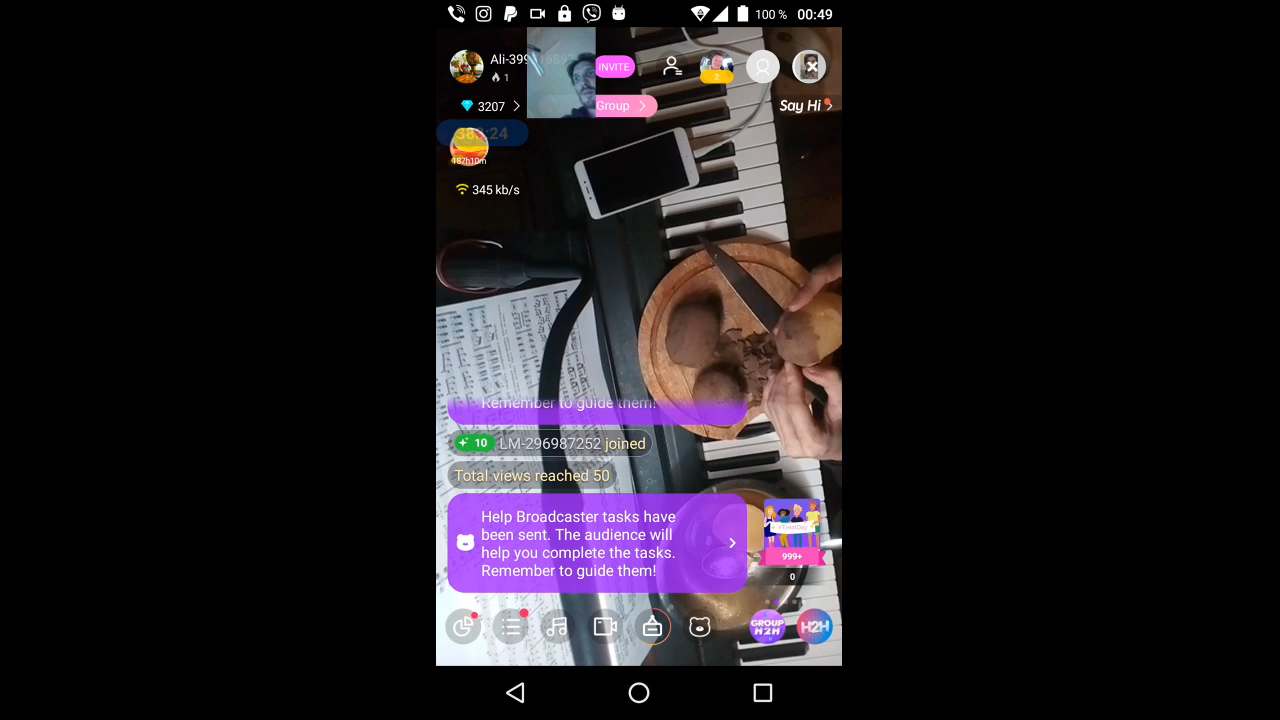 100 % 00:49
Ali-399
INVITE
2
1
3207
Group
Say Hi
187h10m
345 kb/s
Remember to guide them!
10 LM-296987252 joined
Total views reached 50
Help Broadcaster tasks have
been sent. The audience will
help you complete the tasks.
Remember to guide them!
999+
0
GROUP
H2H
H2H